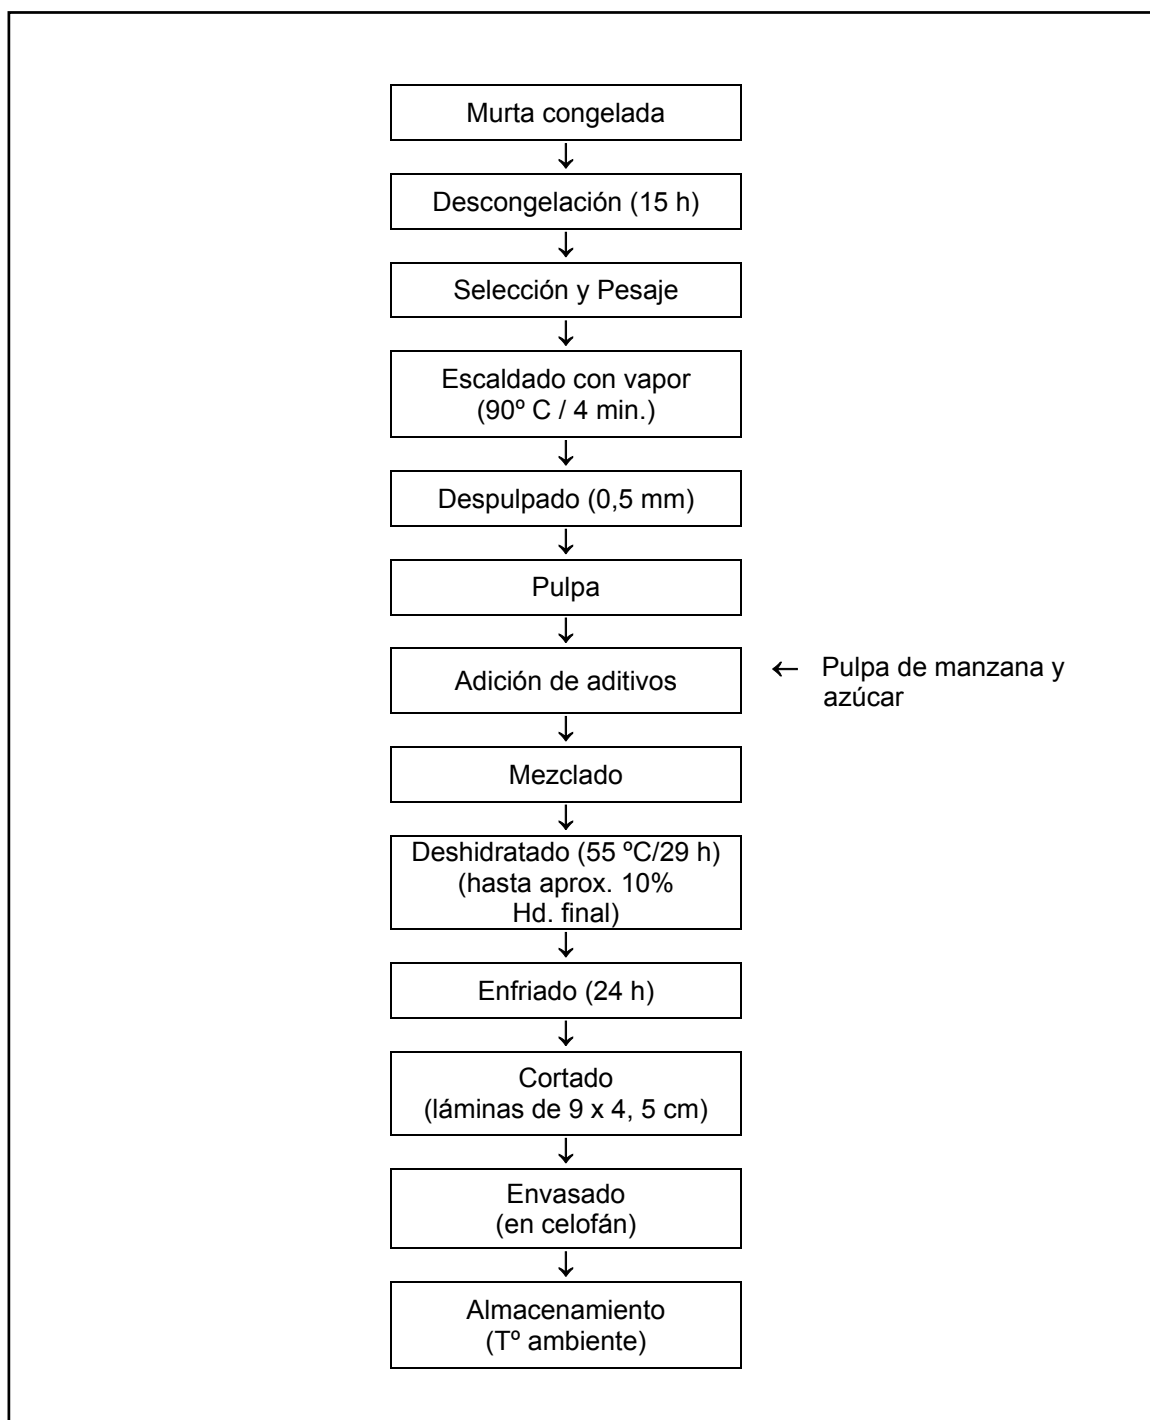 Murta congelada
↓
Descongelación (15 h)
↓
Selección y Pesaje
↓
Escaldado con vapor
(90º C / 4 min.)
↓
Despulpado (0,5 mm)
↓
Pulpa
↓
Adición de aditivos
← Pulpa de manzana y
azúcar
↓
Mezclado
↓
Deshidratado (55 ºC/29 h)
(hasta aprox. 10%
Hd. final)
↓
Enfriado (24 h)
↓
Cortado
(láminas de 9 x 4, 5 cm)
↓
Envasado
(en celofán)
↓
Almacenamiento
(Tº ambiente)